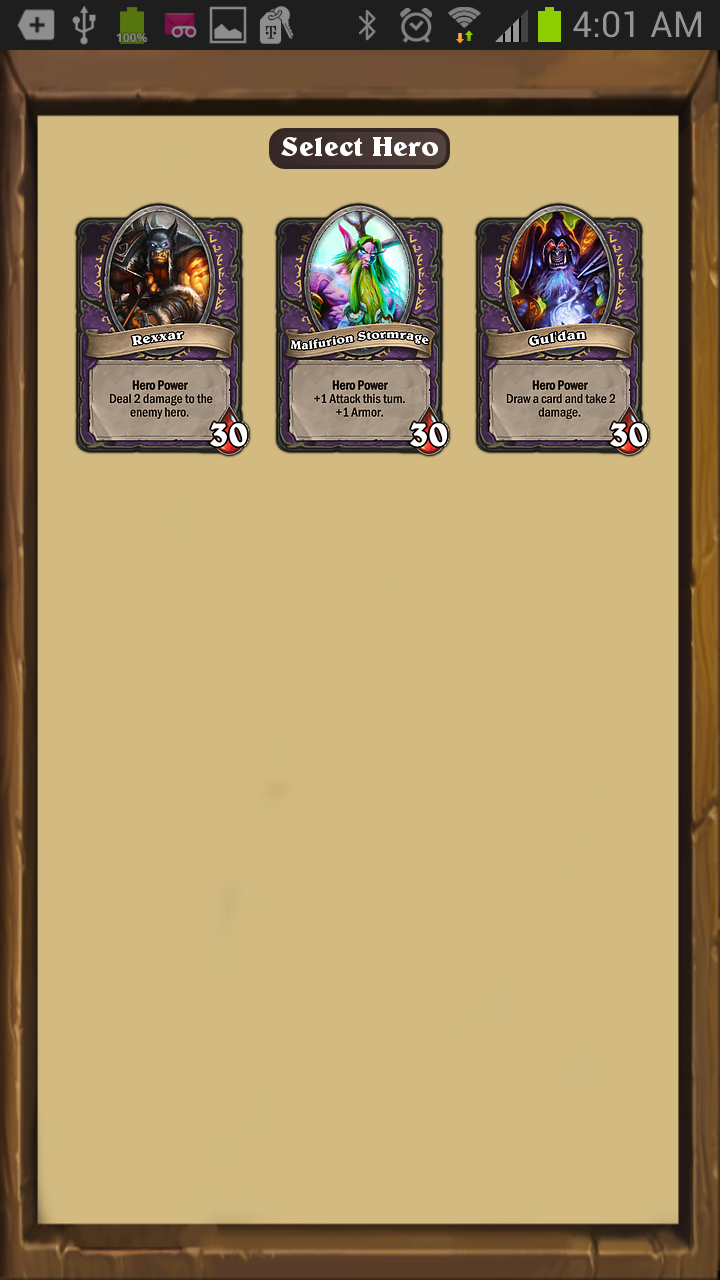 100%
T
4:01 AM
Select Hero
Rexxar
Hero Power
Deal 2 damage to the
enemy hero.
30
Malfurion Stormrage
Hero Power
+1 Attack this turn.
+1 Armor.
30
Gul'dan
Hero Power
Draw a card and take 2
damage.
30